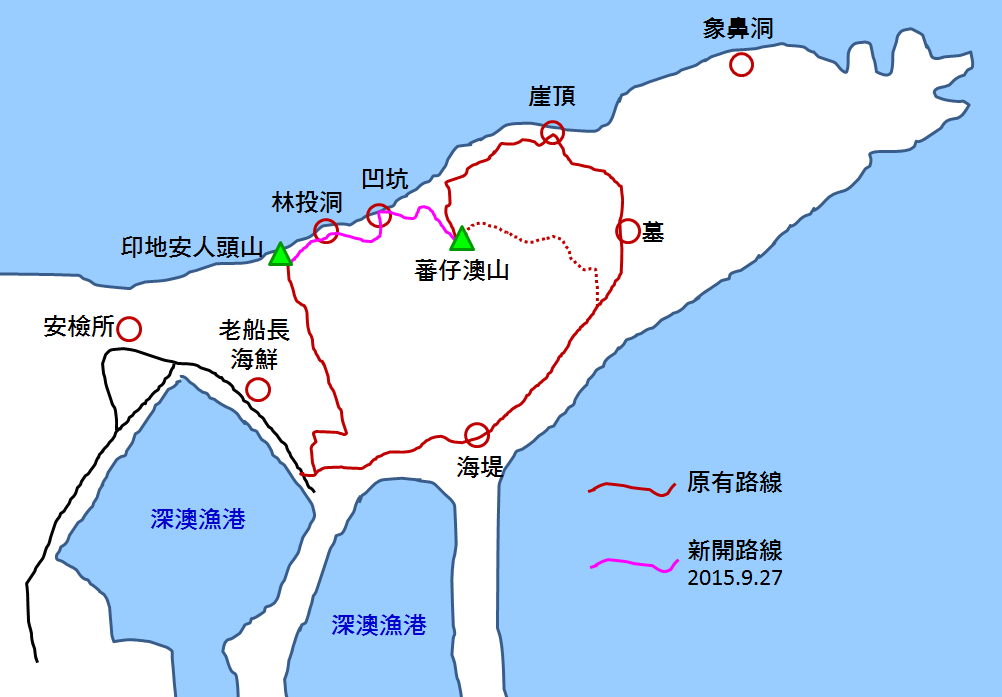 象鼻洞
崖頂
凹坑
林投洞
印地安人頭山
墓
蕃仔澳山
安檢所
老船長
海鮮
海堤
原有路線
深澳漁港
新開路線
2015.9.27
深澳漁港